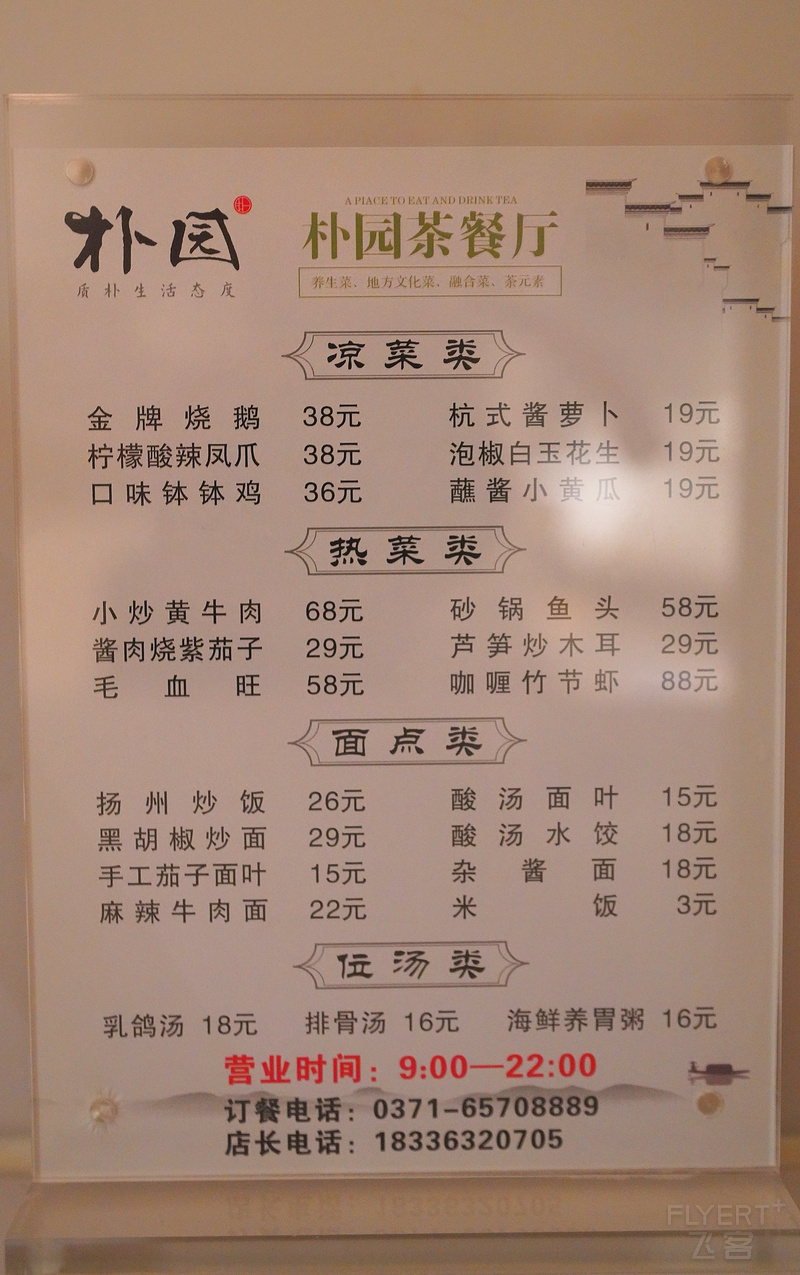 朴园
质朴生活态度
A PIACE TO EAT AND DRINK TEA
朴园茶餐厅
养生菜、地方文化菜、融合菜、茶元素
凉菜类
金牌烧鹅 38元 杭式酱萝卜 19元
柠檬酸辣凤爪 38元 泡椒白玉花生 19元
口味钵钵鸡 36元 蘸酱小黄瓜 19元
热菜类
小炒黄牛肉 68元 砂锅鱼头 58元
酱肉烧紫茄子 29元 芦笋炒木耳 29元
毛血旺 58元 咖喱竹节虾 88元
面点类
扬州炒饭 26元 酸汤面叶 15元
黑胡椒炒面 29元 酸汤水饺 18元
手工茄子面叶 15元 杂酱面 18元
麻辣牛肉面 22元 米饭 3元
位汤类
乳鸽汤 18元 排骨汤 16元 海鲜养胃粥 16元
营业时间：9:00—22:00
订餐电话：0371-65708889
店长电话：18336320705
FLYERT+
飞客